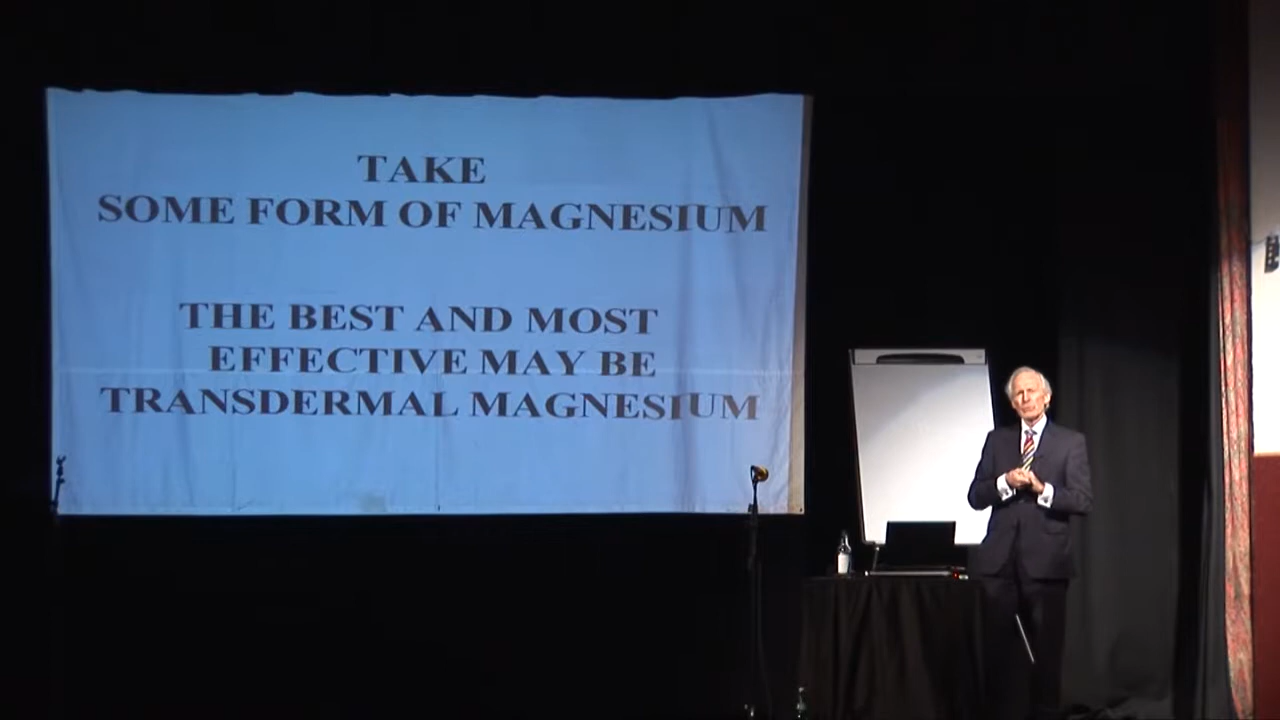 TAKE
SOME FORM OF MAGNESIUM
THE BEST AND MOST
EFFECTIVE MAY BE
TRANSDERMAL MAGNESIUM